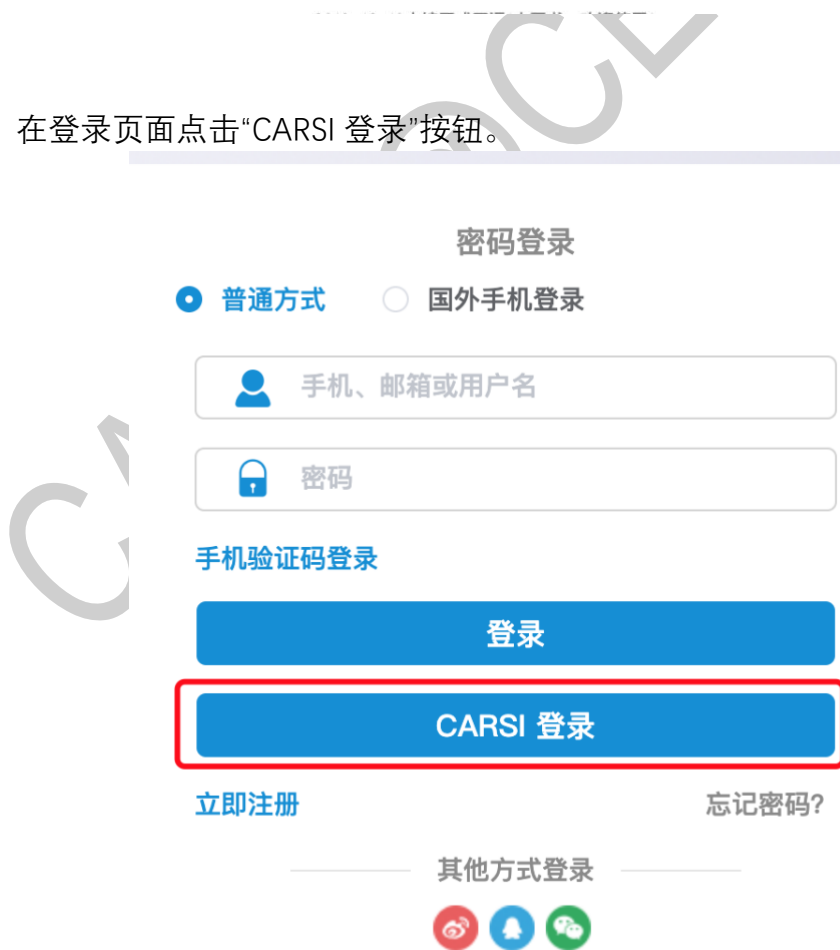 在登录页面点击“CARSI 登录”按钮。
密码登录
普通方式 国外手机登录
手机、邮箱或用户名
密码
手机验证码登录
登录
CARSI 登录
立即注册 忘记密码?
其他方式登录